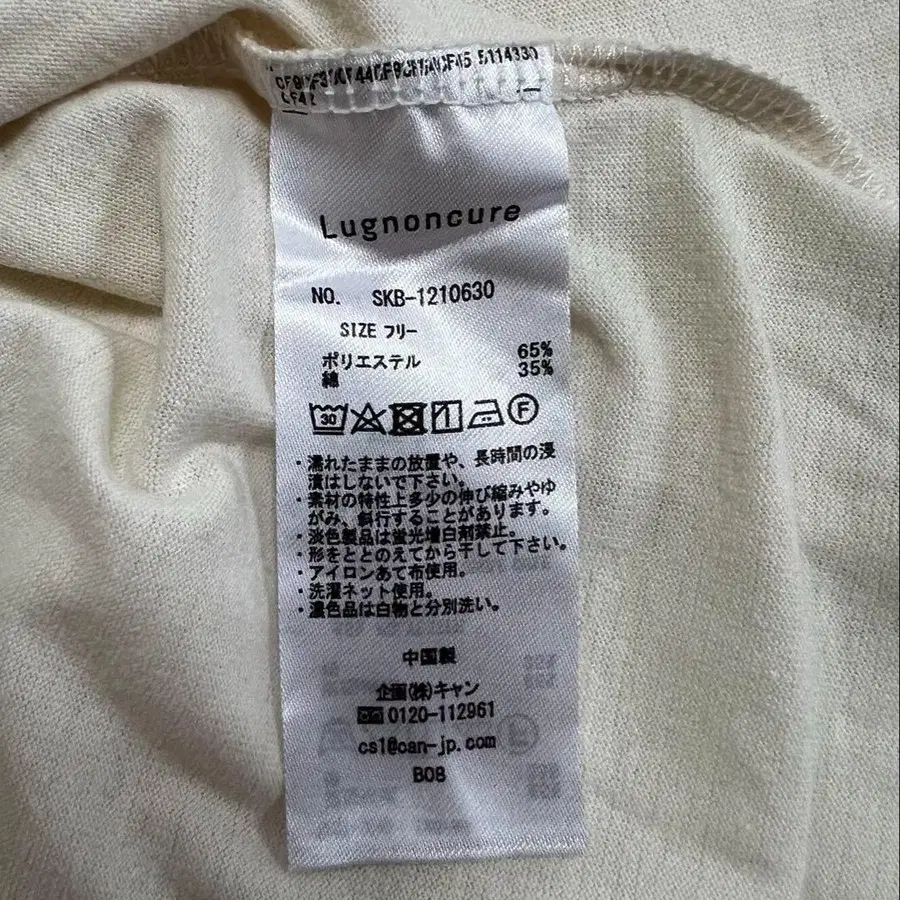 5114330
Lugnoncure
NO. SKB-1210630
SIZE フリー
ポリエステル 65%
綿 35%
30 F
・濡れたままの放置や、長時間の浸
漬はしないで下さい。
・素材の特性上多少の伸び縮みやゆ
がみ、斜行することがあります。
・淡色製品は蛍光増白剤禁止。
・形をととのえてから干して下さい。
・アイロンあて布使用。
・洗濯ネット使用。
・濃色品は白物と分別洗い。
中国製
企画(株)キャン
0120-112961
cs1@can-jp.com
B08